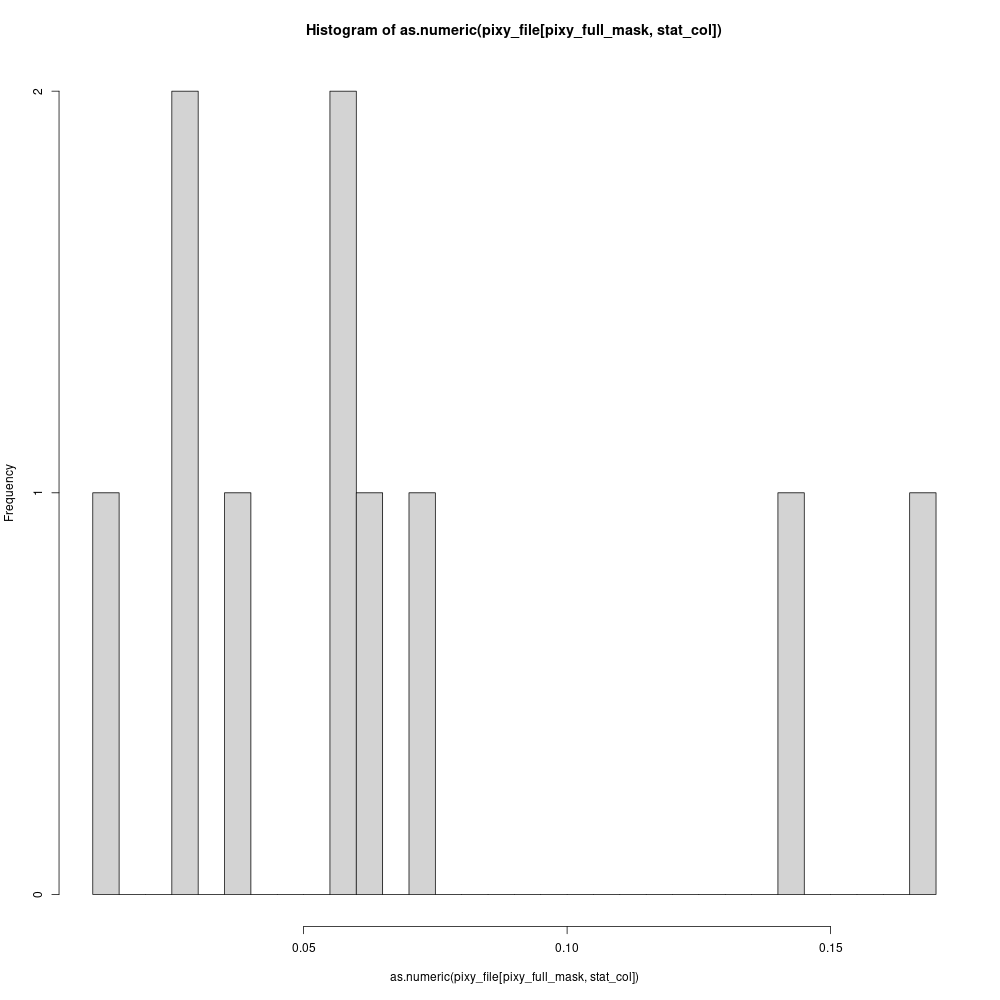 Histogram of as.numeric(pixy_file[pixy_full_mask, stat_col])
2
1
0
Frequency
0.05 0.10 0.15
as.numeric(pixy_file[pixy_full_mask, stat_col])